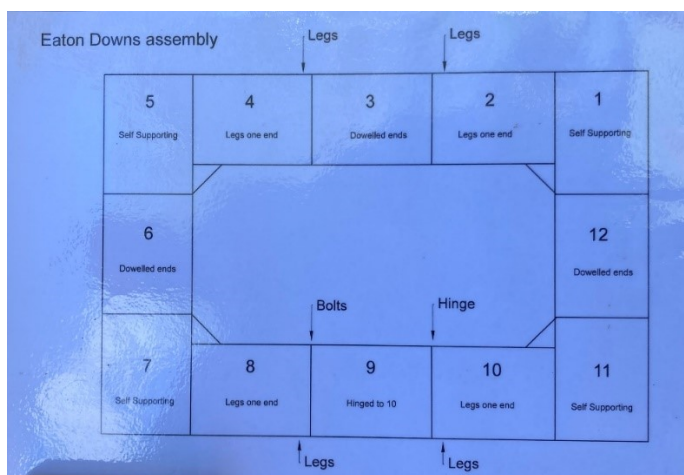 Eaton Downs assembly
Legs
Legs
5
4
3
2
1
Self Supporting
Legs one end
Dowelled ends
Legs one end
Self Supporting
6
12
Dowelled ends
Dowelled ends
Bolts
Hinge
7
8
9
10
11
Self Supporting
Legs one end
Hinged to 10
Legs one end
Self Supporting
Legs
Legs